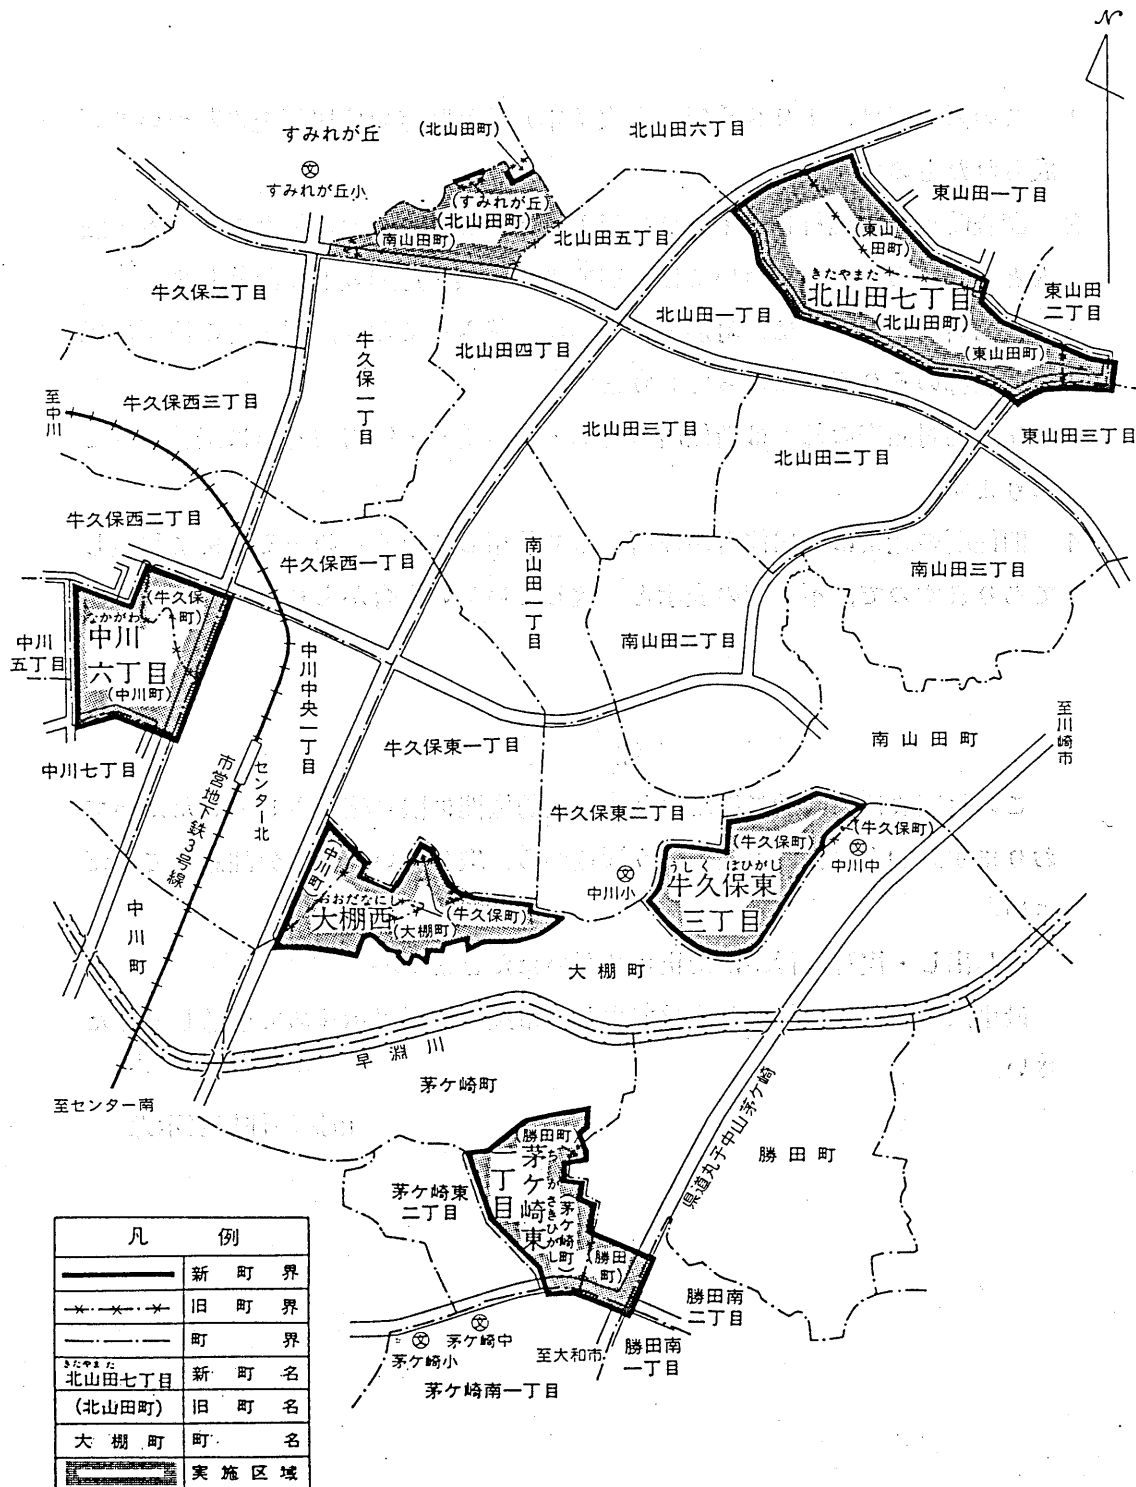 N
すみれが丘
(北山田町)
北山田六丁目
すみれが丘小
文
(すみれが丘)
(北山田町)
(南山田町)
北山田五丁目
東山田一丁目
(東山
田町)
きたやまた
北山田七丁目
(北山田町)
(東山田町)
東山田
二丁目
牛久保二丁目
北山田一丁目
北山田四丁目
牛久保一丁目
至中川
牛久保西三丁目
北山田三丁目
北山田二丁目
東山田三丁目
牛久保西二丁目
牛久保西一丁目
南山田一丁目
南山田三丁目
南山田二丁目
(牛久保
町)
なかがわ
中川
六丁目
(中川町)
中川
五丁目
中川七丁目
中川中央一丁目
市営地下鉄3号線
センター北
牛久保東一丁目
南山田町
至川崎市
牛久保東二丁目
(牛久保町)
(牛久保町)
文
中川中
文
中川小
うしくぼひがし
牛久保東
三丁目
(中川町)
おおだなにし
大棚西
(牛久保町)
(大棚町)
中川町
大棚町
早淵川
茅ケ崎町
至センター南
県道丸子中山茅ケ崎
勝田町
(勝田町)
ちがさきひがし
茅ケ崎東
一丁目
(茅ケ崎町)
(勝田
町)
茅ケ崎東
二丁目
勝田南
二丁目
勝田南
一丁目
文
茅ケ崎中
文
茅ケ崎小
至大和市
茅ケ崎南一丁目
凡例
新町界
旧町界
町界
きたやまた
北山田七丁目 新町名
(北山田町) 旧町名
大棚町 町名
実施区域